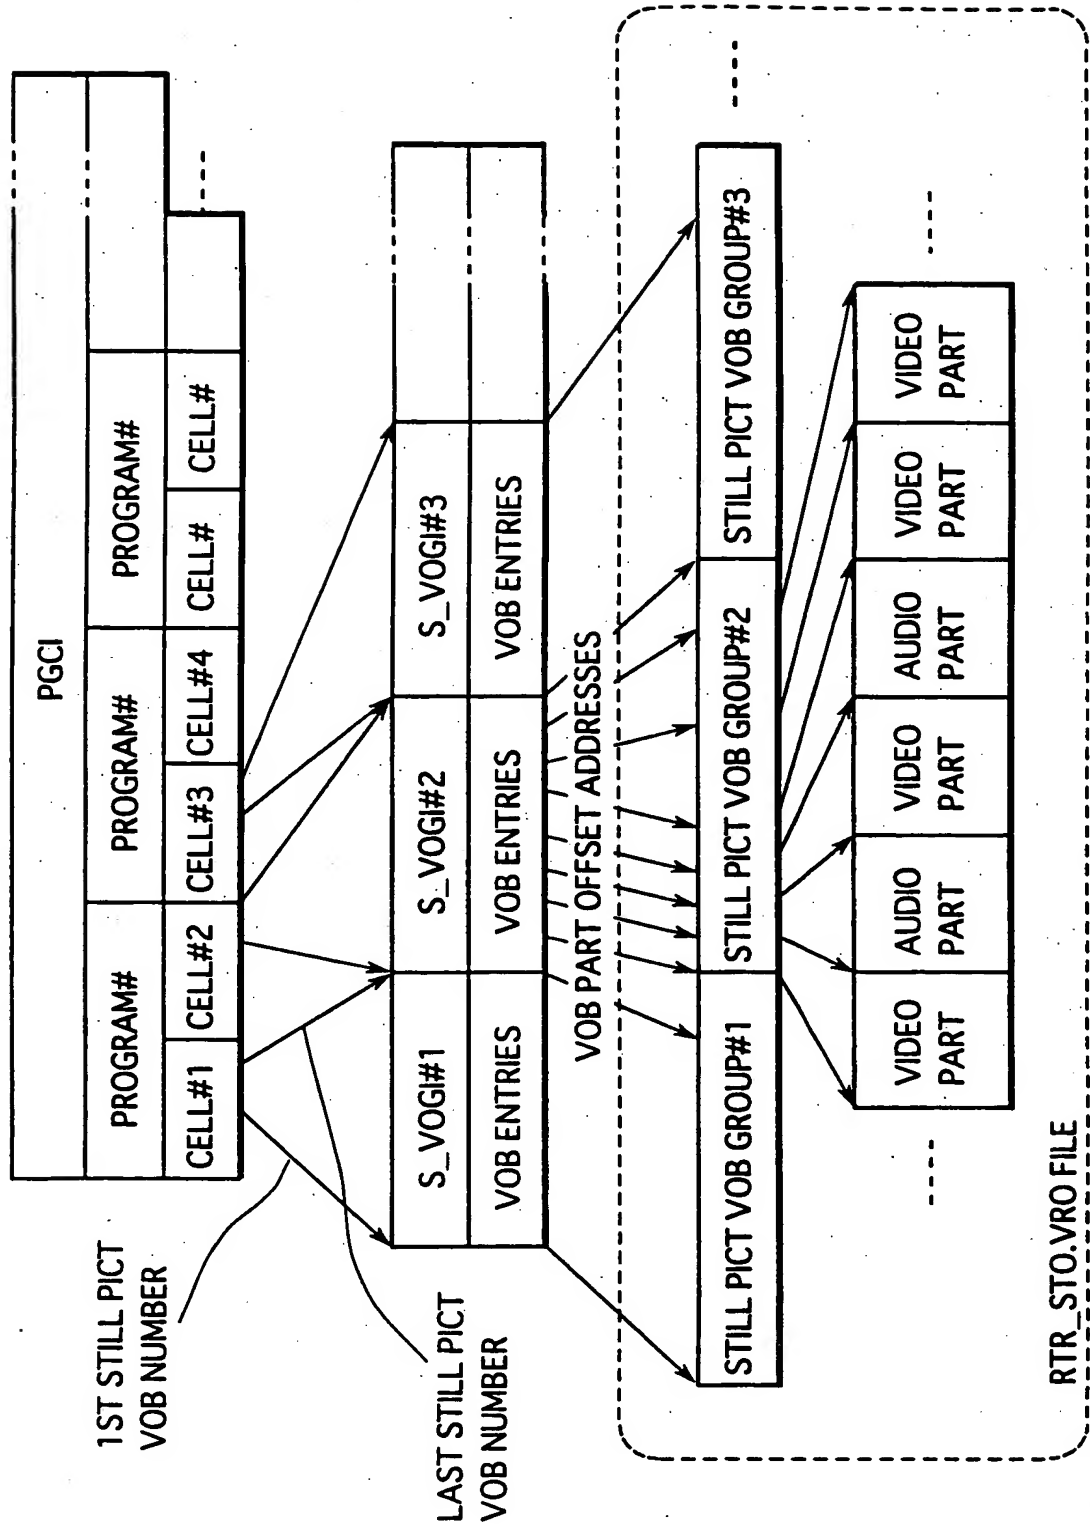 PGCI
PROGRAM#
PROGRAM#
PROGRAM#
CELL#1
CELL#2
CELL#3
CELL#4
CELL#
CELL#
1ST STILL PICT
VOB NUMBER
LAST STILL PICT
VOB NUMBER
S_VOGI#1
S_VOGI#2
S_VOGI#3
VOB ENTRIES
VOB ENTRIES
VOB ENTRIES
VOB PART OFFSET ADDRESSES
STILL PICT VOB GROUP#1
STILL PICT VOB GROUP#2
STILL PICT VOB GROUP#3
VIDEO
PART
AUDIO
PART
VIDEO
PART
AUDIO
PART
VIDEO
PART
VIDEO
PART
RTR_STO.VRO FILE